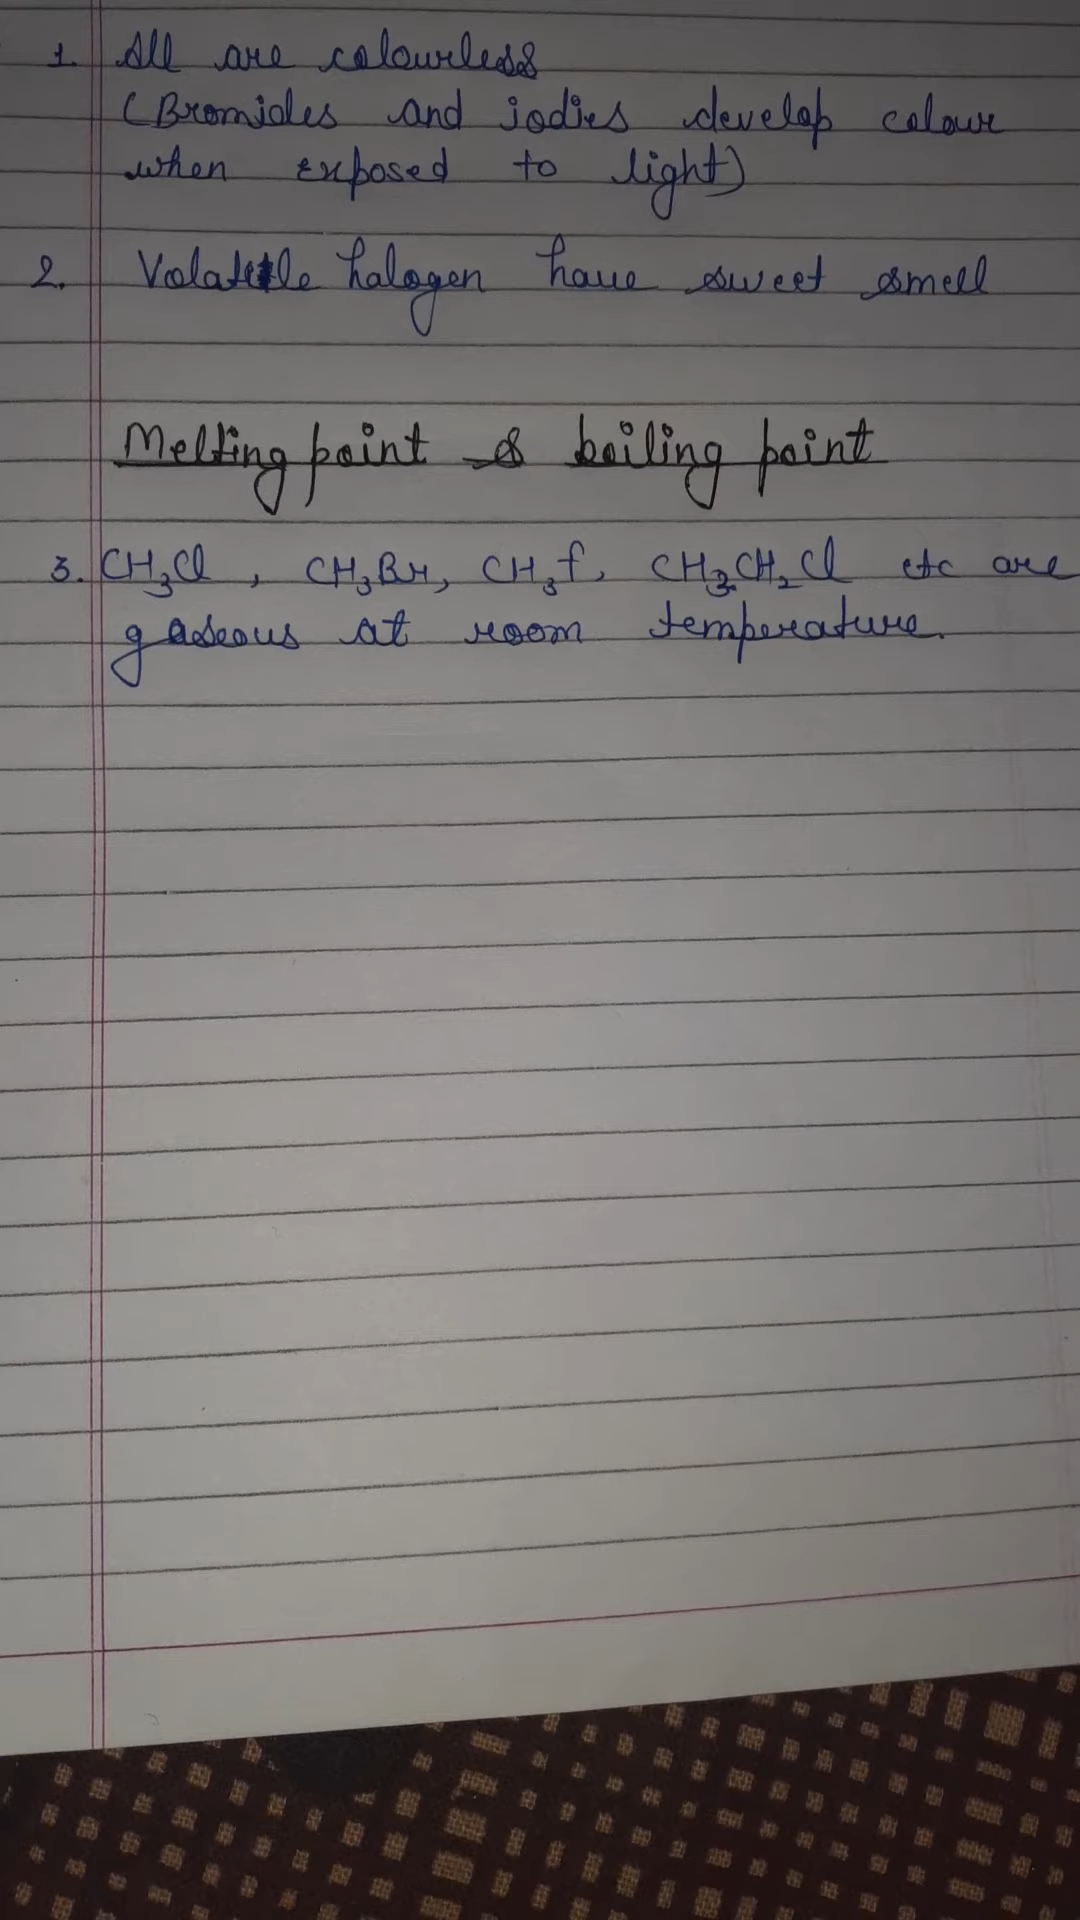 1. All are colourless
(Bromides and iodies develop colour
when exposed to light)
2. Volatile halogen have sweet smell
Melting point & boiling point
3. CH₃Cl, CH₃Br, CH₃f, CH₃CH₂Cl etc are
gaseous at room temperature.